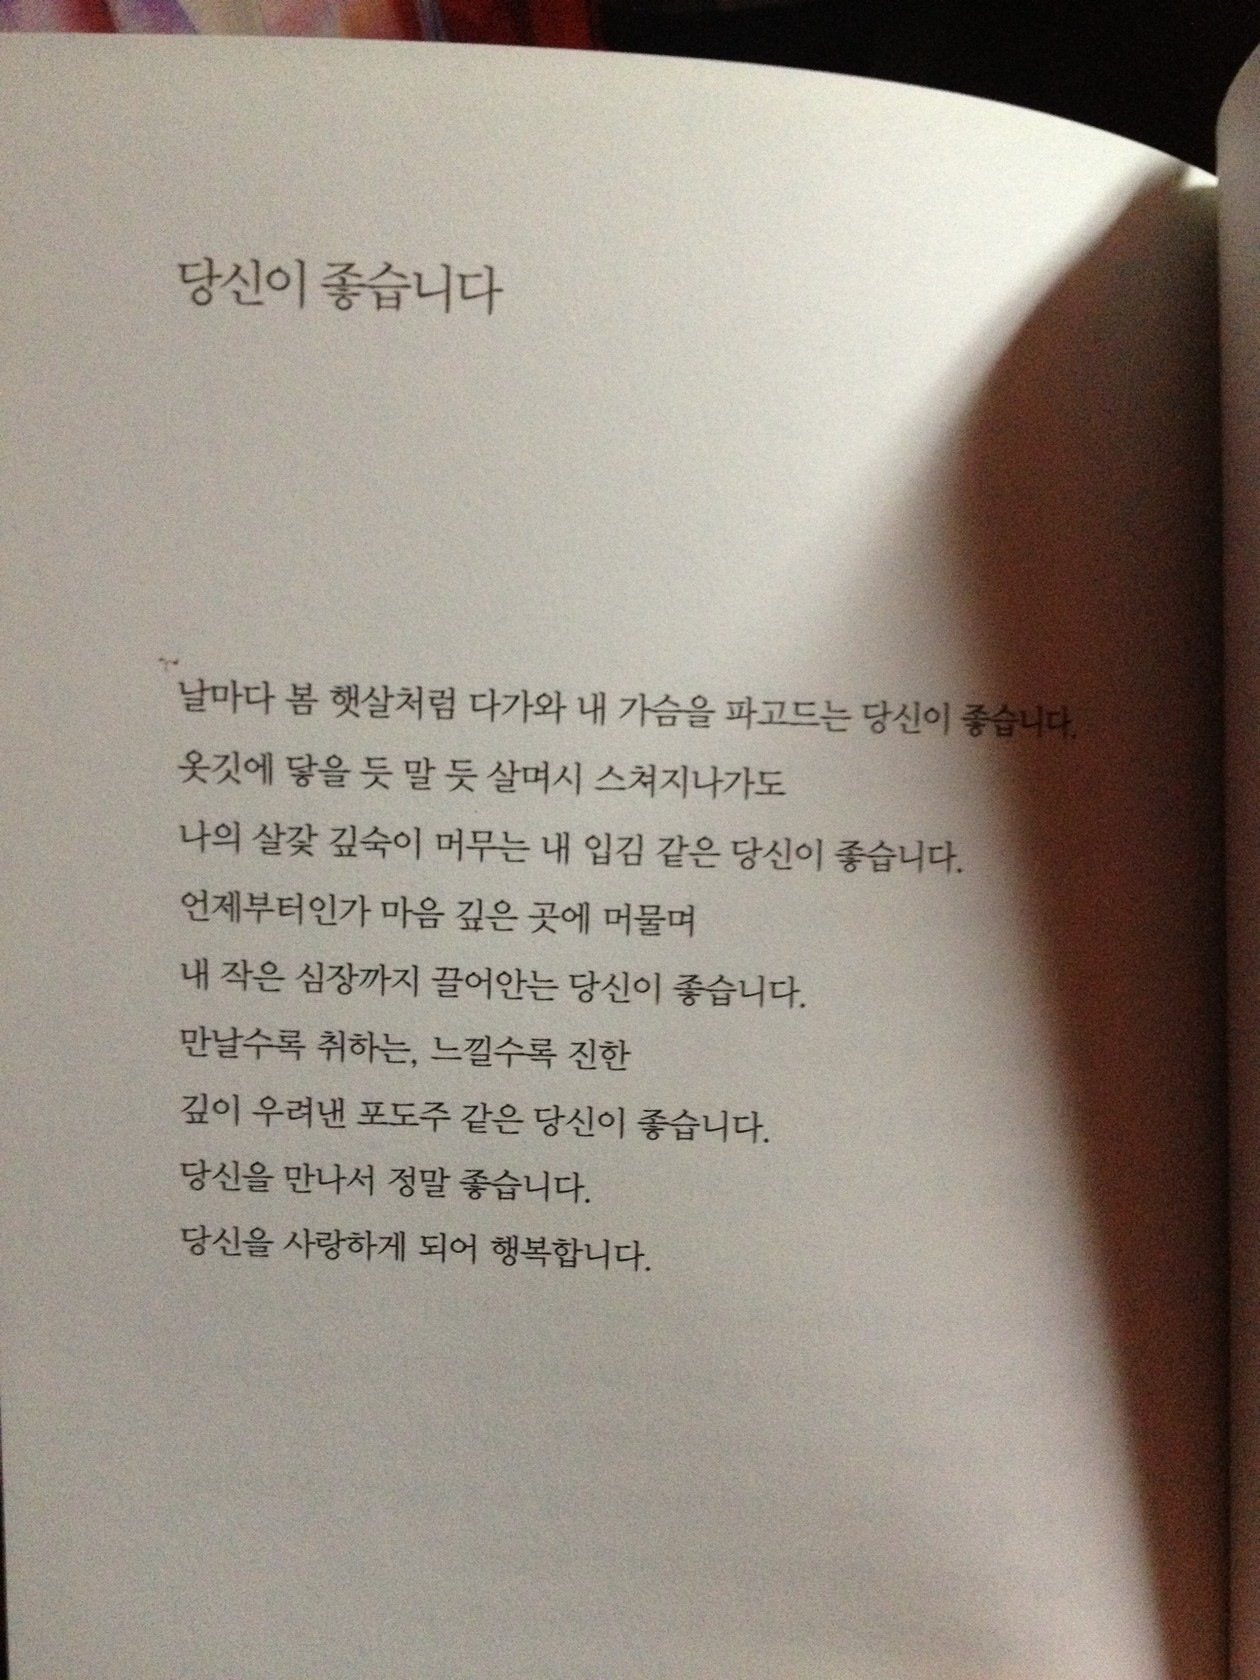 당신이 좋습니다
날마다 봄 햇살처럼 다가와 내 가슴을 파고드는 당신이 좋습니다.
옷깃에 닿을 듯 말 듯 살며시 스쳐지나가도
나의 살갗 깊숙이 머무는 내 입김 같은 당신이 좋습니다.
언제부터인가 마음 깊은 곳에 머물며
내 작은 심장까지 끌어안는 당신이 좋습니다.
만날수록 취하는, 느낄수록 진한
깊이 우려낸 포도주 같은 당신이 좋습니다.
당신을 만나서 정말 좋습니다.
당신을 사랑하게 되어 행복합니다.